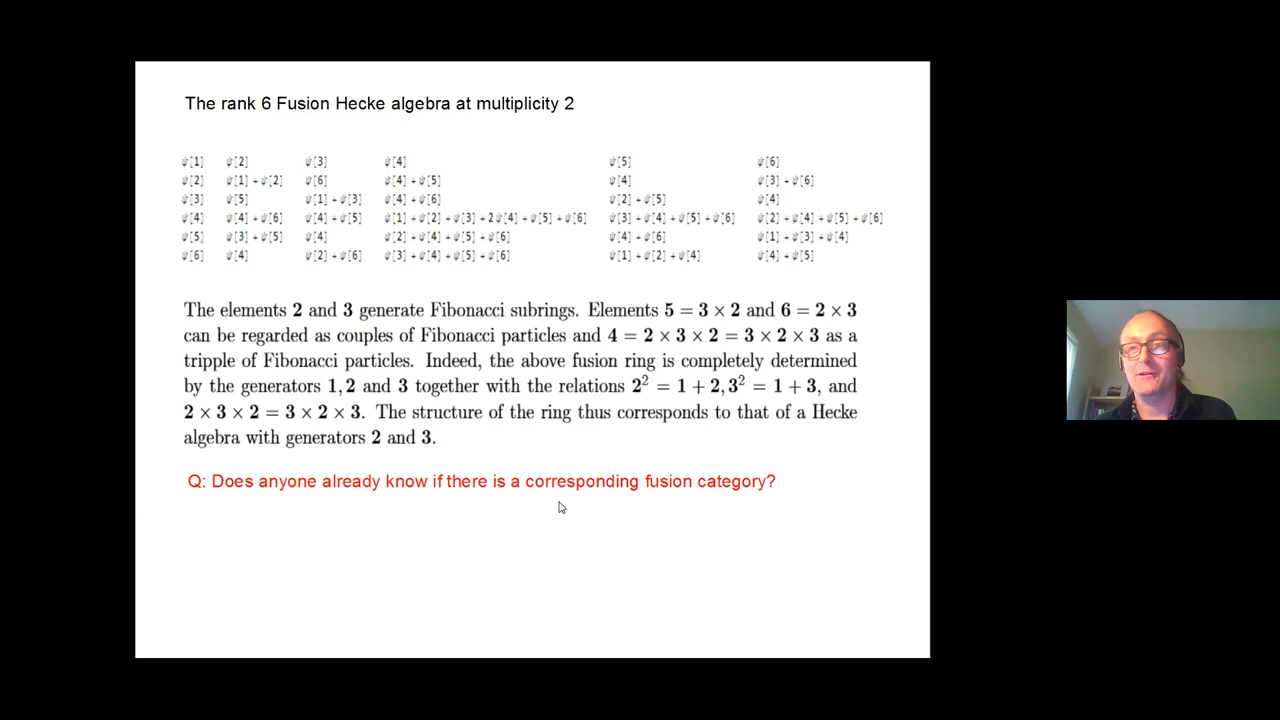 The rank 6 Fusion Hecke algebra at multiplicity 2
ψ[1] ψ[2] ψ[3] ψ[4] ψ[5] ψ[6]
ψ[2] ψ[1] + ψ[2] ψ[6] ψ[4] + ψ[5] ψ[4] ψ[3] + ψ[6]
ψ[3] ψ[5] ψ[1] + ψ[3] ψ[4] + ψ[6] ψ[2] + ψ[5] ψ[4]
ψ[4] ψ[4] + ψ[6] ψ[4] + ψ[5] ψ[1] + ψ[2] + ψ[3] + 2 ψ[4] + ψ[5] + ψ[6] ψ[3] + ψ[4] + ψ[5] + ψ[6] ψ[2] + ψ[4] + ψ[5] + ψ[6]
ψ[5] ψ[3] + ψ[5] ψ[4] ψ[2] + ψ[4] + ψ[5] + ψ[6] ψ[4] + ψ[6] ψ[1] + ψ[3] + ψ[4]
ψ[6] ψ[4] ψ[2] + ψ[6] ψ[3] + ψ[4] + ψ[5] + ψ[6] ψ[1] + ψ[2] + ψ[4] ψ[4] + ψ[5]
The elements 2 and 3 generate Fibonacci subrings. Elements 5 = 3 × 2 and 6 = 2 × 3
can be regarded as couples of Fibonacci particles and 4 = 2 × 3 × 2 = 3 × 2 × 3 as a
tripple of Fibonacci particles. Indeed, the above fusion ring is completely determined
by the generators 1, 2 and 3 together with the relations 2² = 1 + 2, 3² = 1 + 3, and
2 × 3 × 2 = 3 × 2 × 3. The structure of the ring thus corresponds to that of a Hecke
algebra with generators 2 and 3.
Q: Does anyone already know if there is a corresponding fusion category?